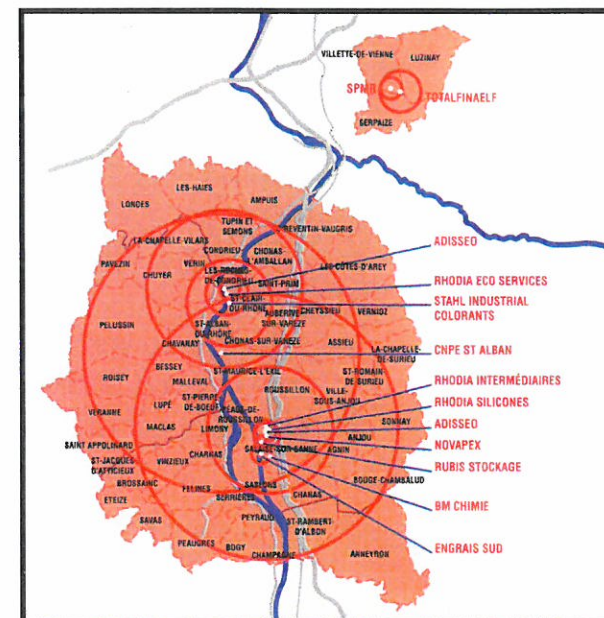 VILLETTE-DE-VIENNE
LUZINAY
SPMR
TOTALFINAELF
SERPAIZE
LES-HAIES
LONGES
AMPUIS
TUPIN ET
SEMONS
REVENTIN-VAUGRIS
LA-CHAPELLE-VILARS
CONDRIEU
CHONAS-
L'AMBALLAN
PAVEZIN
VERIN
CHUYER
LES-ROCHES-
DE-CONDRIEU
LES-CÔTES-D'AREY
SAINT-PRIM
ST-CLAIR-
DU-RHÔNE
AUBERIVE
SUR-VAREZE
CHEYSSIEU
VERNIOZ
PELUSSIN
ST-ALBAN-
DU-RHÔNE
CHAVANAY
CHONAS-SUR-VAREZE
ASSIEU
LA-CHAPELLE-
DE-SURIEU
BESSEY
ST-MAURICE-L'EXIL
ST-ROMAIN
DE SURIEU
ROISEY
MALLEVAL
ROUSSILLON
VILLE-
SOUS-ANJOU
ST-PIERRE-
DE-BOEUF
LUPÉ
PÉAGE-DE-
ROUSSILLON
VERANNE
SONNAY
MACLAS
LIMONY
ANJOU
SAINT APPOLINARD
SALAISE-SUR-SANNE
AGNIN
ST-JACQUES
D'ATTICIEUX
VINZIEUX
CHARNAS
BOUGE-CHAMBALUD
BROSSAINC
FELINES
SABLONS
ETEIZE
SERRIÈRES
CHANAS
SAVAS
PEYRAUD
ST-RAMBERT
D'ALBON
PEAUGRES
BOGY
CHAMPAGNE
ANNEYRON
ADISSEO
RHODIA ECO SERVICES
STAHL INDUSTRIAL
COLORANTS
CNPE ST ALBAN
RHODIA INTERMÉDIAIRES
RHODIA SILICONES
ADISSEO
NOVAPEX
RUBIS STOCKAGE
BM CHIMIE
ENGRAIS SUD